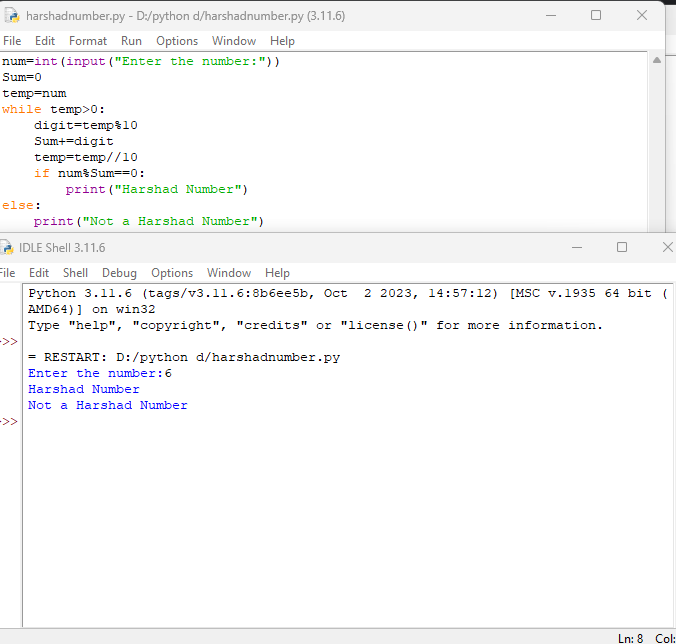 harshadnumber.py - D:/python d/harshadnumber.py (3.11.6)
File Edit Format Run Options Window Help
num=int(input("Enter the number:"))
Sum=0
temp=num
while temp>0:
    digit=temp%10
    Sum+=digit
    temp=temp//10
    if num%Sum==0:
        print("Harshad Number")
else:
    print("Not a Harshad Number")
IDLE Shell 3.11.6
File Edit Shell Debug Options Window Help
Python 3.11.6 (tags/v3.11.6:8b6ee5b, Oct  2 2023, 14:57:12) [MSC v.1935 64 bit (
AMD64)] on win32
Type "help", "copyright", "credits" or "license()" for more information.
>>>
= RESTART: D:/python d/harshadnumber.py
Enter the number:6
Harshad Number
Not a Harshad Number
>>>
Ln: 8 Col: